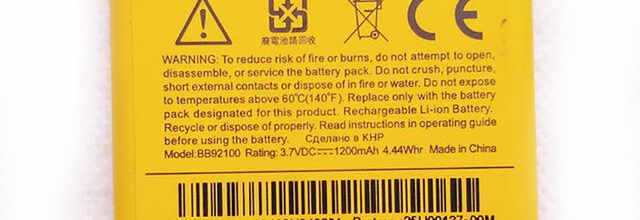 廢電池請回收
WARNING: To reduce risk of fire or burns, do not attempt to open,
disassemble, or service the battery pack. Do not crush, puncture,
short external contacts or dispose of in fire or water. Do not expose
to temperatures above 60°C(140°F). Replace only with the battery
pack designated for this product. Rechargeable Li-ion Battery.
Recycle or dispose of properly. Read instructions in operating guide
before using the battery. Сделано в КНР
Model:BB92100 Rating: 3.7VDC⎓1200mAh 4.44Whr Made in China